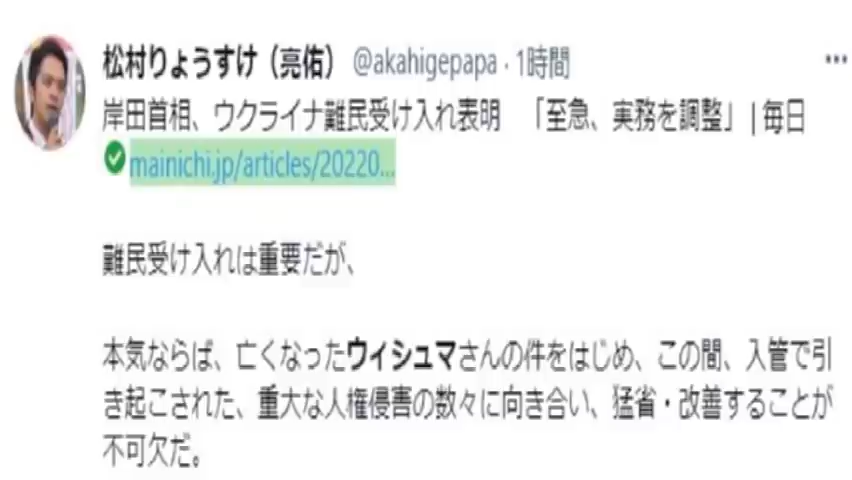 松村りょうすけ（亮佑） @akahigepapa · 1時間
岸田首相、ウクライナ難民受け入れ表明　「至急、実務を調整」 | 毎日
mainichi.jp/articles/20220...
難民受け入れは重要だが、
本気ならば、亡くなったウィシュマさんの件をはじめ、この間、入管で引
き起こされた、重大な人権侵害の数々に向き合い、猛省・改善することが
不可欠だ。